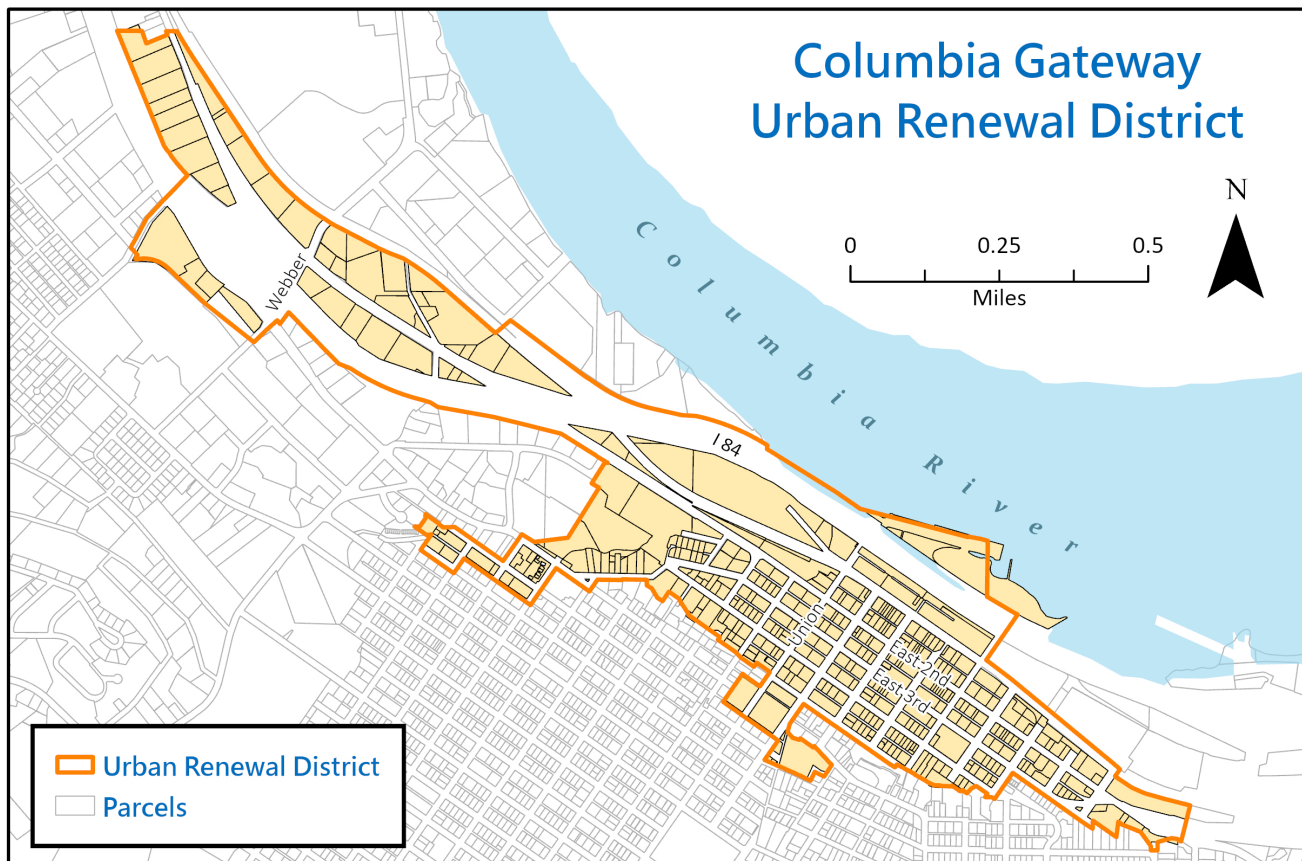 Columbia Gateway
Urban Renewal District
N
0 0.25 0.5
Miles
Columbia River
Webber
I 84
Union
East 2nd
East 3rd
Urban Renewal District
Parcels